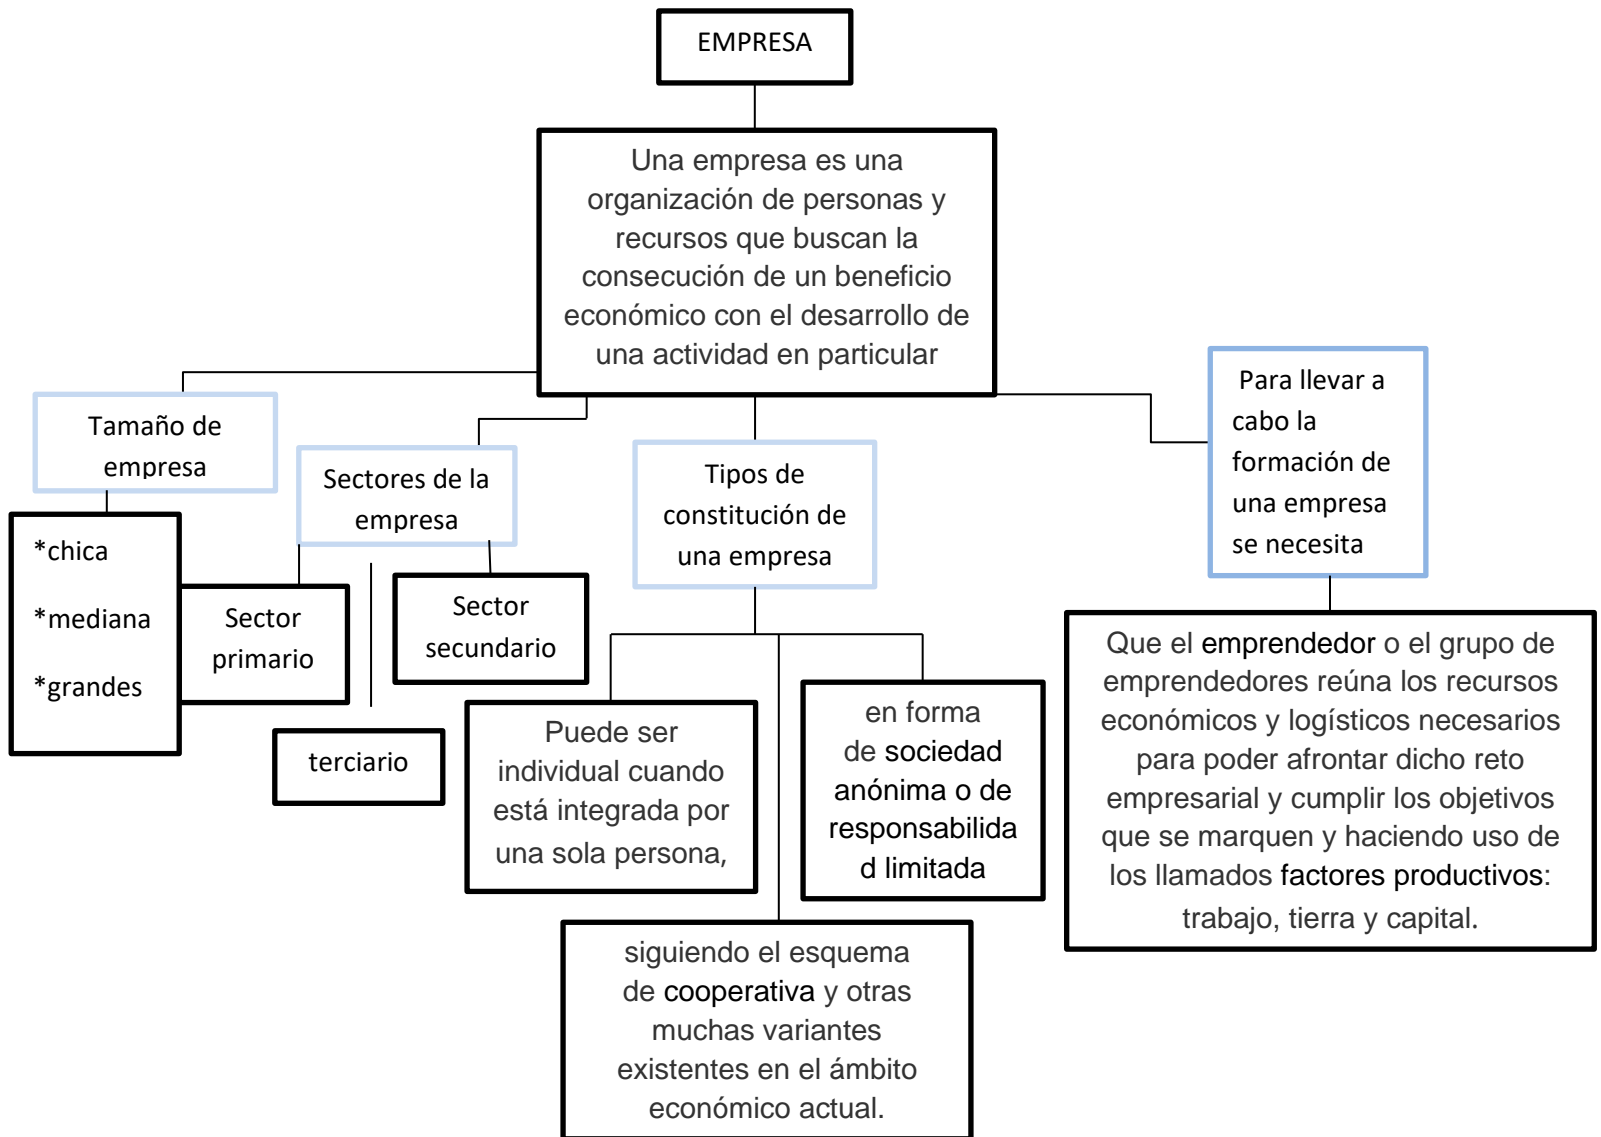 EMPRESA
Una empresa es una
organización de personas y
recursos que buscan la
consecución de un beneficio
económico con el desarrollo de
una actividad en particular
Tamaño de
empresa
*chica
*mediana
*grandes
Sectores de la
empresa
Sector
primario
terciario
Sector
secundario
Tipos de
constitución de
una empresa
Puede ser
individual cuando
está integrada por
una sola persona,
siguiendo el esquema
de cooperativa y otras
muchas variantes
existentes en el ámbito
económico actual.
en forma
de sociedad
anónima o de
responsabilida
d limitada
Para llevar a
cabo la
formación de
una empresa
se necesita
Que el emprendedor o el grupo de
emprendedores reúna los recursos
económicos y logísticos necesarios
para poder afrontar dicho reto
empresarial y cumplir los objetivos
que se marquen y haciendo uso de
los llamados factores productivos:
trabajo, tierra y capital.